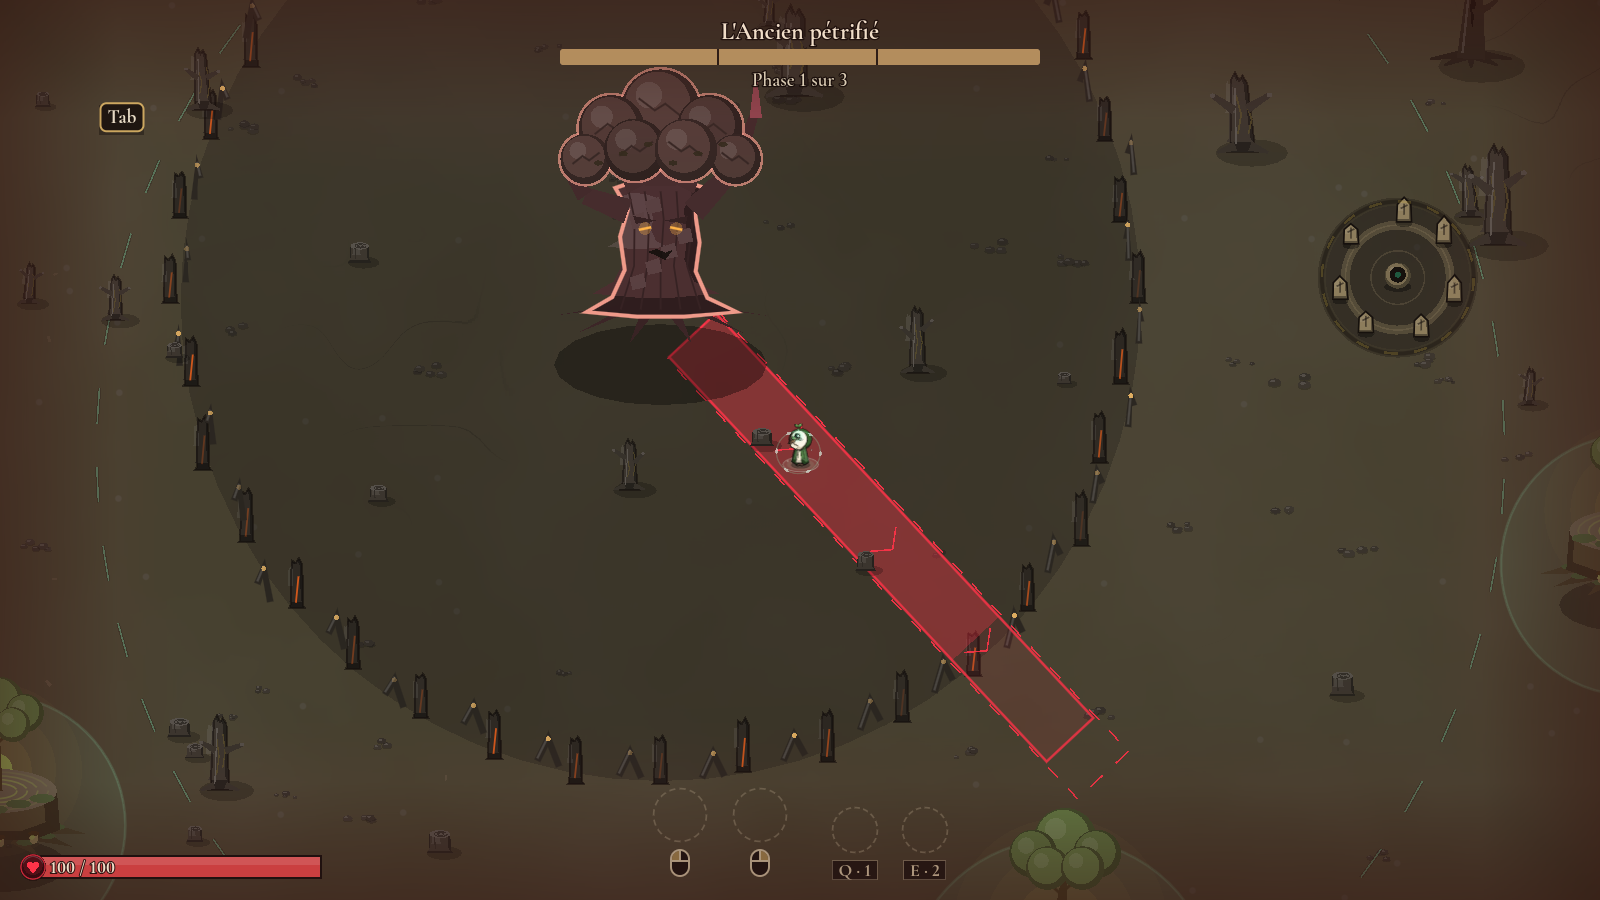 L'Ancien pétrifié
Phase 1 sur 3
Tab
100 / 100
Q · 1
E · 2